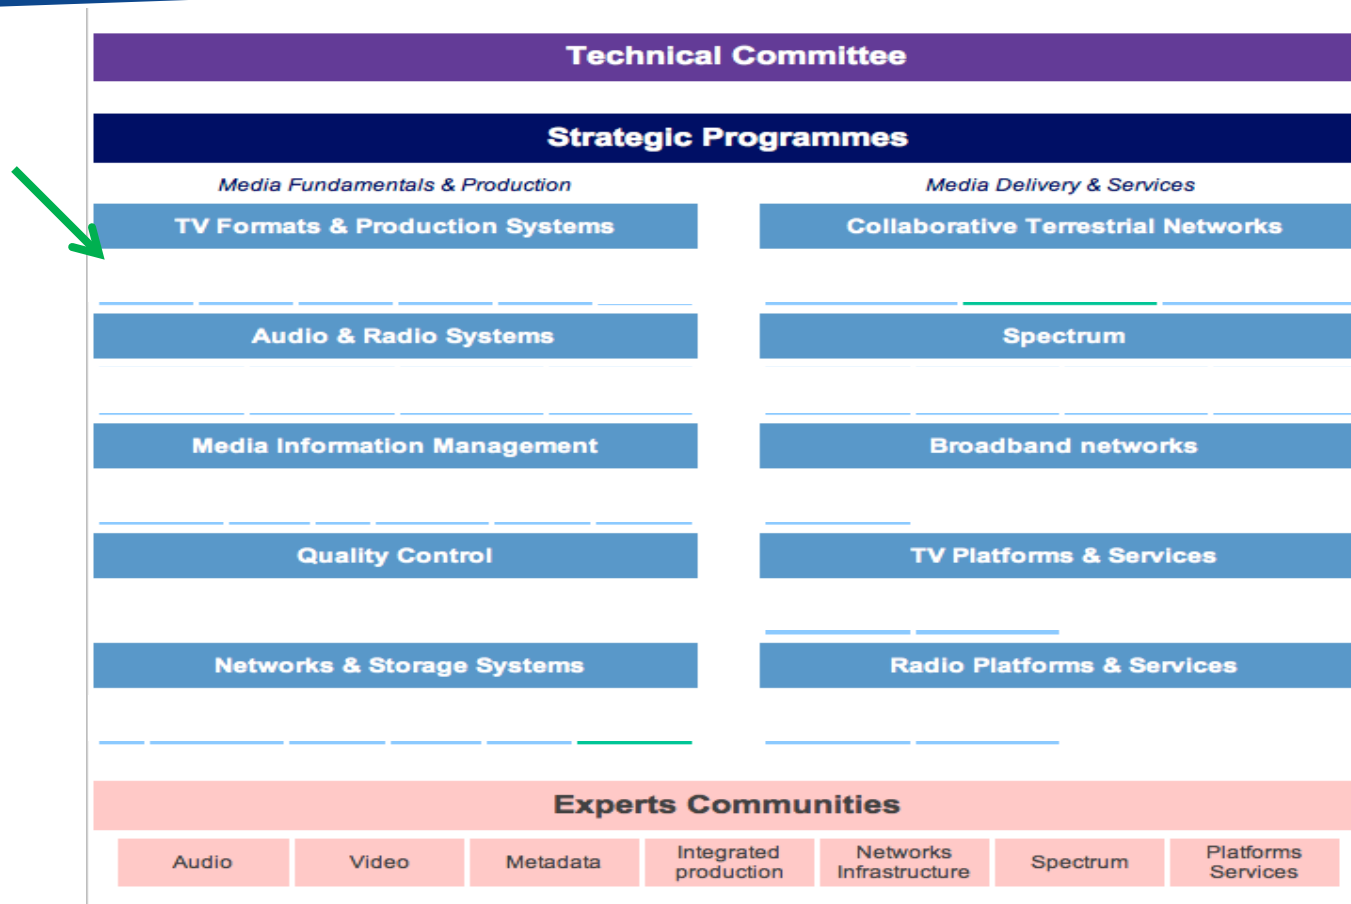 Technical Committee
Strategic Programmes
Media Fundamentals & Production
Media Delivery & Services
TV Formats & Production Systems
Collaborative Terrestrial Networks
Audio & Radio Systems
Spectrum
Media Information Management
Broadband networks
Quality Control
TV Platforms & Services
Networks & Storage Systems
Radio Platforms & Services
Experts Communities
Audio
Video
Metadata
Integrated
production
Networks
Infrastructure
Spectrum
Platforms
Services